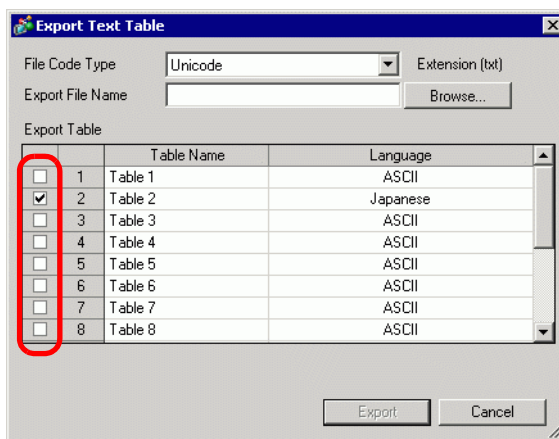 Export Text Table
File Code Type Unicode Extension (txt)
Export File Name Browse...
Export Table
Table Name Language
1 Table 1 ASCII
2 Table 2 Japanese
3 Table 3 ASCII
4 Table 4 ASCII
5 Table 5 ASCII
6 Table 6 ASCII
7 Table 7 ASCII
8 Table 8 ASCII
Export Cancel